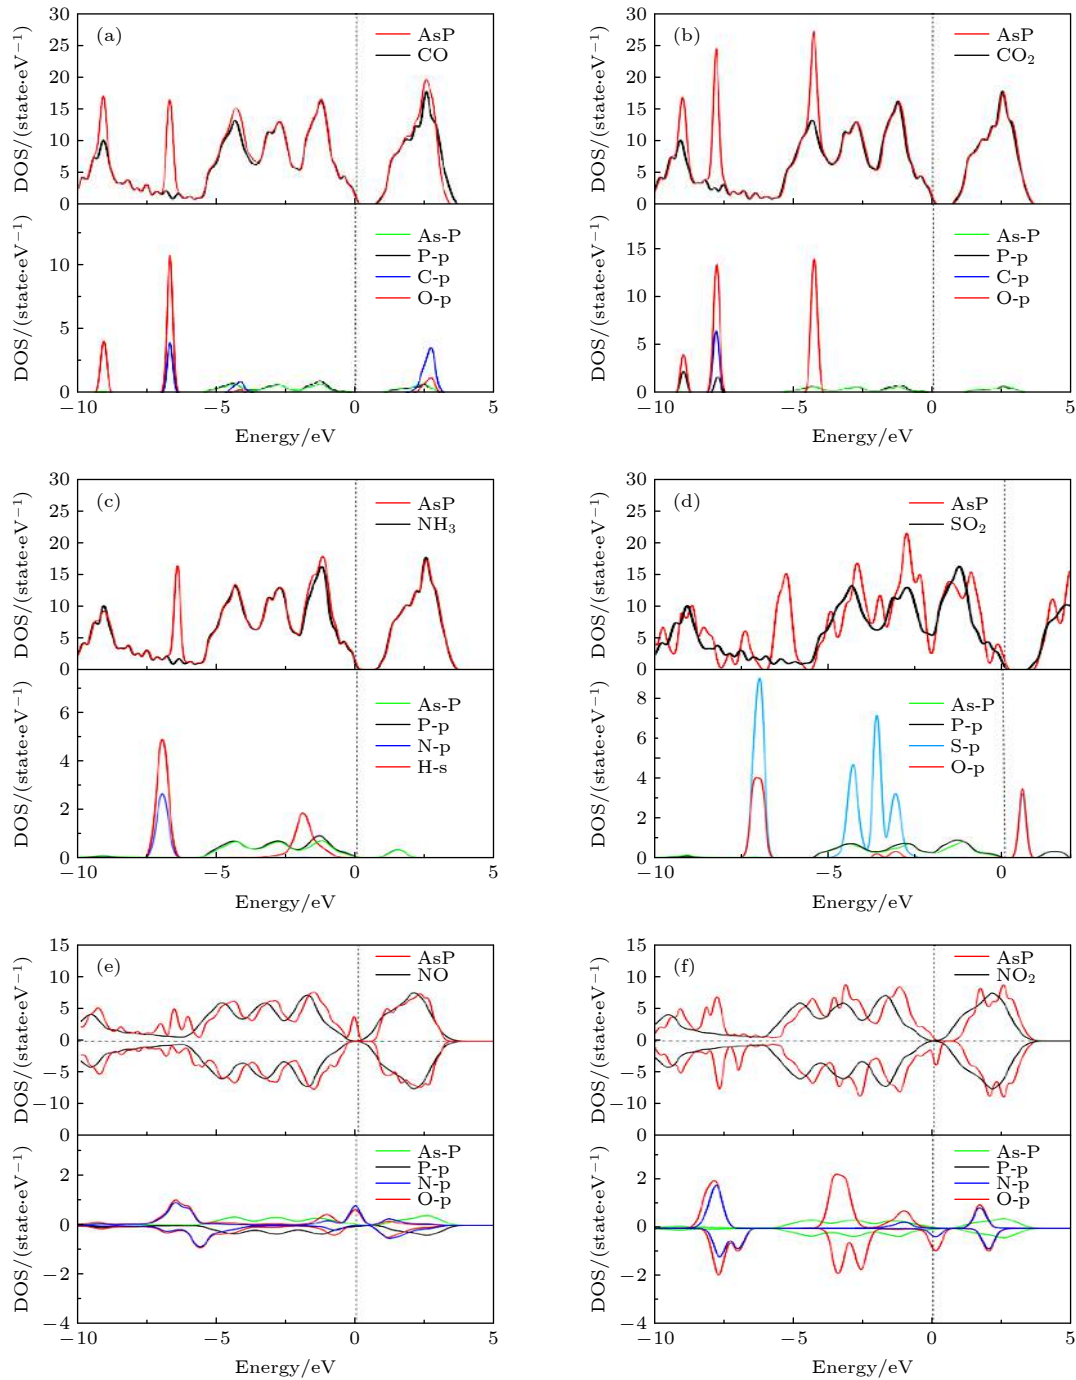 (a)
AsP
CO
DOS/(state·eV⁻¹)
30
25
20
15
10
5
0
As-P
P-p
C-p
O-p
DOS/(state·eV⁻¹)
10
5
0
−10
−5
0
5
Energy/eV
(b)
AsP
CO₂
DOS/(state·eV⁻¹)
30
25
20
15
10
5
0
As-P
P-p
C-p
O-p
DOS/(state·eV⁻¹)
15
10
5
0
−10
−5
0
5
Energy/eV
(c)
AsP
NH₃
DOS/(state·eV⁻¹)
30
25
20
15
10
5
0
As-P
P-p
N-p
H-s
DOS/(state·eV⁻¹)
6
4
2
0
−10
−5
0
5
Energy/eV
(d)
AsP
SO₂
DOS/(state·eV⁻¹)
30
25
20
15
10
5
0
As-P
P-p
S-p
O-p
DOS/(state·eV⁻¹)
8
6
4
2
0
−10
−5
0
Energy/eV
(e)
AsP
NO
DOS/(state·eV⁻¹)
15
10
5
0
−5
−10
0
As-P
P-p
N-p
O-p
DOS/(state·eV⁻¹)
2
0
−2
−4
−10
−5
0
5
Energy/eV
(f)
AsP
NO₂
DOS/(state·eV⁻¹)
15
10
5
0
−5
−10
0
As-P
P-p
N-p
O-p
DOS/(state·eV⁻¹)
2
0
−2
−4
−10
−5
0
5
Energy/eV